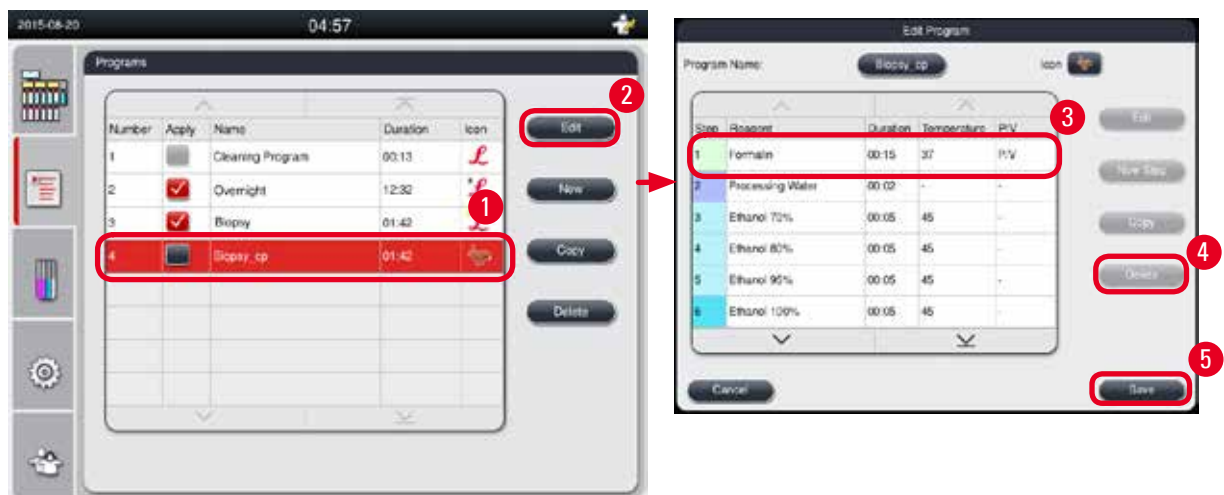 2015-08-20 04:57
Programs
Number Apply Name Duration Icon
1 Cleaning Program 00:13 L
2 Overnight 12:32 L
3 Biopsy 01:42 L
4 Biopsy_cp 01:42
Edit
New
Copy
Delete
1
2
Edit Program
Program Name: Biopsy_cp Icon
Step Reagent Duration Temperature P/V
1 Formalin 00:15 37 P/V
2 Processing Water 00:02 - -
3 Ethanol 70% 00:05 45 -
4 Ethanol 80% 00:05 45 -
5 Ethanol 95% 00:05 45 -
6 Ethanol 100% 00:05 45 -
Edit
New Step
Copy
Delete
Cancel
Save
3
4
5